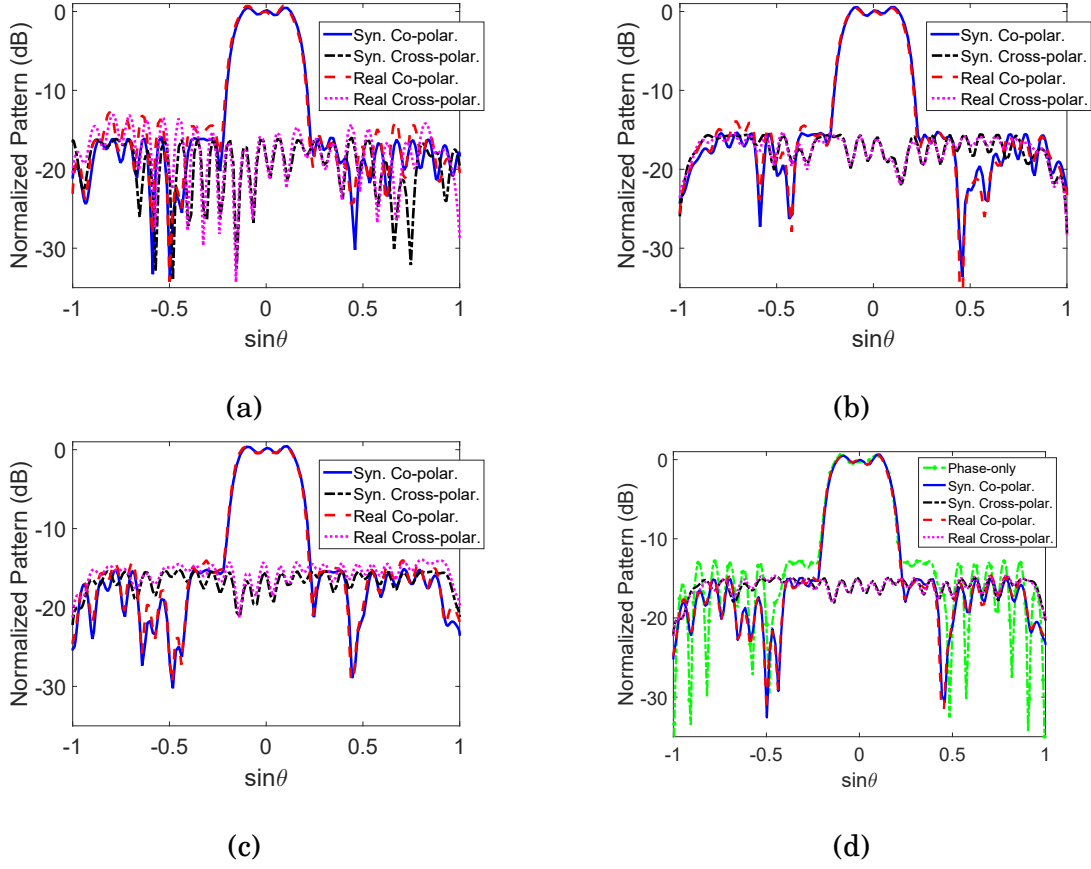 0
-10
-20
-30
Normalized Pattern (dB)
-1
-0.5
0
0.5
1
sinθ
Syn. Co-polar.
Syn. Cross-polar.
Real Co-polar.
Real Cross-polar.
(a)
0
-10
-20
-30
Normalized Pattern (dB)
-1
-0.5
0
0.5
1
sinθ
Syn. Co-polar.
Syn. Cross-polar.
Real Co-polar.
Real Cross-polar.
(b)
0
-10
-20
-30
Normalized Pattern (dB)
-1
-0.5
0
0.5
1
sinθ
Syn. Co-polar.
Syn. Cross-polar.
Real Co-polar.
Real Cross-polar.
(c)
0
-10
-20
-30
Normalized Pattern (dB)
-1
-0.5
0
0.5
1
sinθ
Phase-only
Syn. Co-polar.
Syn. Cross-polar.
Real Co-polar.
Real Cross-polar.
(d)